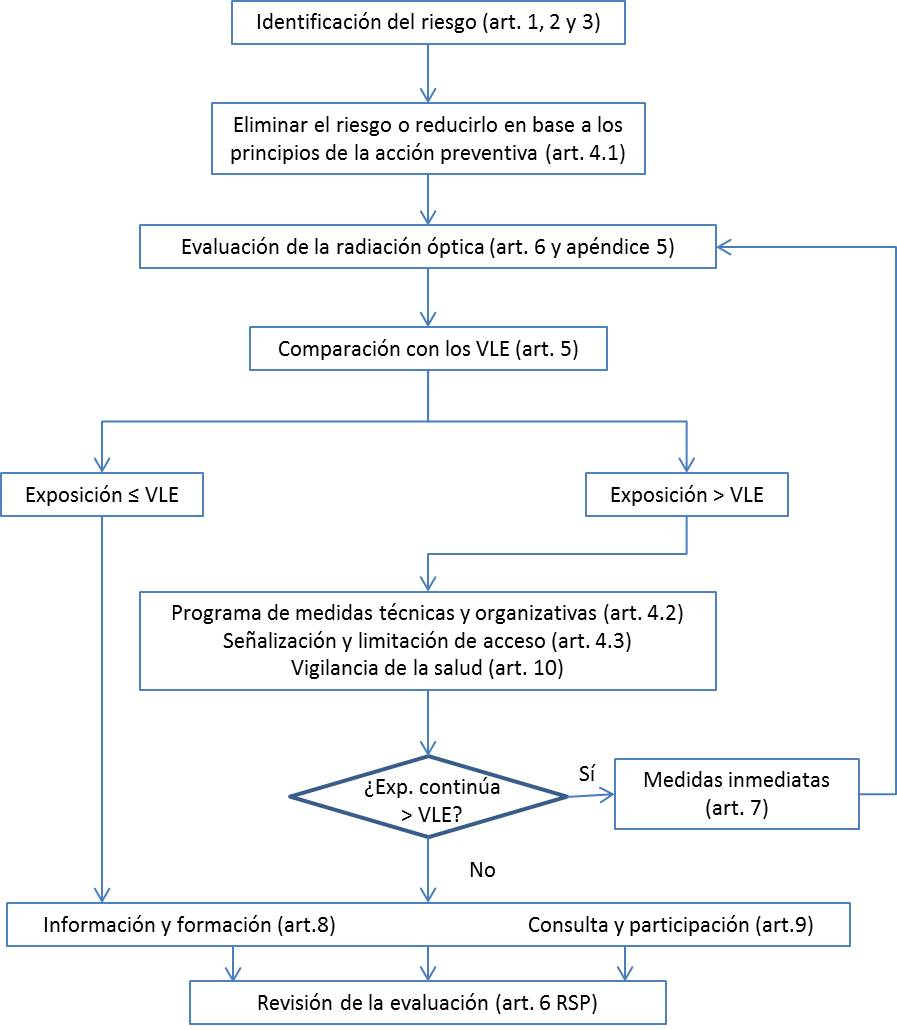 Identificación del riesgo (art. 1, 2 y 3)
Eliminar el riesgo o reducirlo en base a los
principios de la acción preventiva (art. 4.1)
Evaluación de la radiación óptica (art. 6 y apéndice 5)
Comparación con los VLE (art. 5)
Exposición ≤ VLE
Exposición > VLE
Programa de medidas técnicas y organizativas (art. 4.2)
Señalización y limitación de acceso (art. 4.3)
Vigilancia de la salud (art. 10)
¿Exp. continúa
> VLE?
Sí
Medidas inmediatas
(art. 7)
No
Información y formación (art.8)
Consulta y participación (art.9)
Revisión de la evaluación (art. 6 RSP)